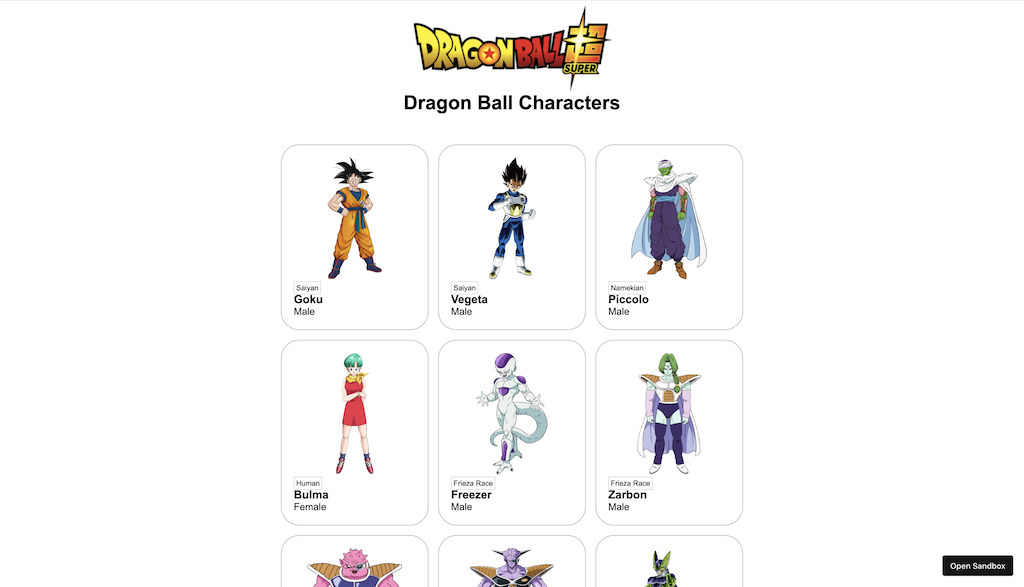 DRAGON BALL 超
SUPER
Dragon Ball Characters
Saiyan
Goku
Male
Saiyan
Vegeta
Male
Namekian
Piccolo
Male
Human
Bulma
Female
Frieza Race
Freezer
Male
Frieza Race
Zarbon
Male
Open Sandbox